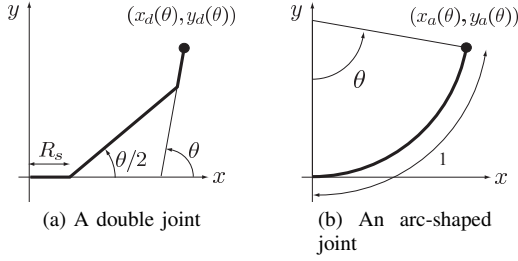 y
(x_d(θ), y_d(θ))
R_s
θ/2
θ
x
(a) A double joint
y
(x_a(θ), y_a(θ))
θ
1
x
(b) An arc-shaped
joint